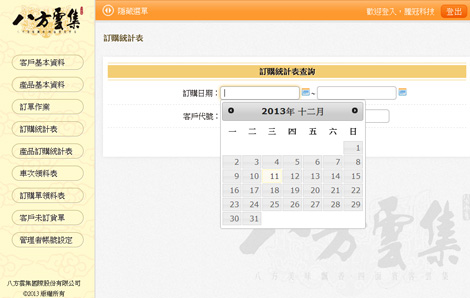 八方雲集
隱藏選單
歡迎登入，躍冠科技 登出
訂購統計表
客戶基本資料
產品基本資料
訂單作業
訂購統計表
產品訂購統計表
車次領料表
訂購單領料表
客戶未訂貨單
管理者帳號設定
八方雲集國際股份有限公司
©2013 版權所有
訂購統計表查詢
訂購日期： ~
客戶代號：
2013年 十二月
一 二 三 四 五 六 日
1
2 3 4 5 6 7 8
9 10 11 12 13 14 15
16 17 18 19 20 21 22
23 24 25 26 27 28 29
30 31
八方雲集